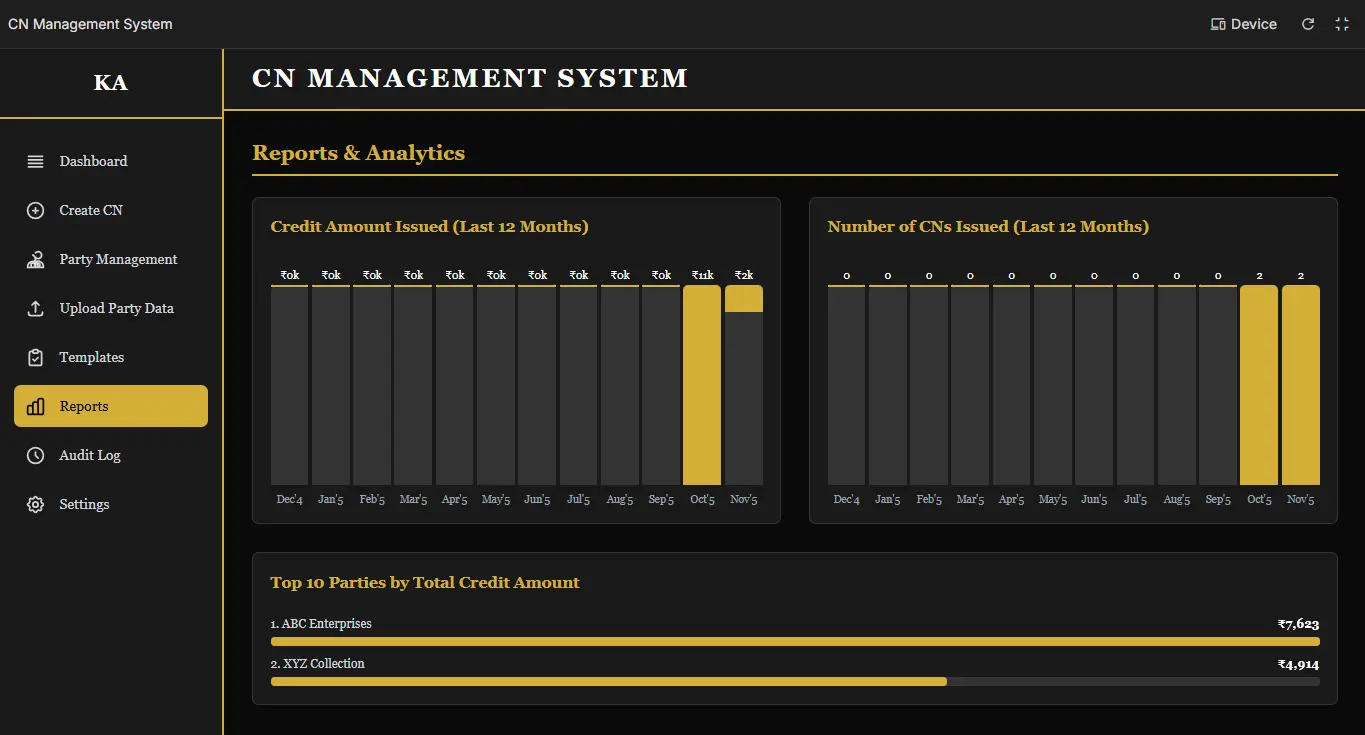 CN Management System
Device
KA
CN MANAGEMENT SYSTEM
Dashboard
Create CN
Party Management
Upload Party Data
Templates
Reports
Audit Log
Settings
Reports & Analytics
Credit Amount Issued (Last 12 Months)
₹0k ₹0k ₹0k ₹0k ₹0k ₹0k ₹0k ₹0k ₹0k ₹0k ₹11k ₹2k
Dec'4 Jan'5 Feb'5 Mar'5 Apr'5 May'5 Jun'5 Jul'5 Aug'5 Sep'5 Oct'5 Nov'5
Number of CNs Issued (Last 12 Months)
0 0 0 0 0 0 0 0 0 0 2 2
Dec'4 Jan'5 Feb'5 Mar'5 Apr'5 May'5 Jun'5 Jul'5 Aug'5 Sep'5 Oct'5 Nov'5
Top 10 Parties by Total Credit Amount
1. ABC Enterprises ₹7,623
2. XYZ Collection ₹4,914